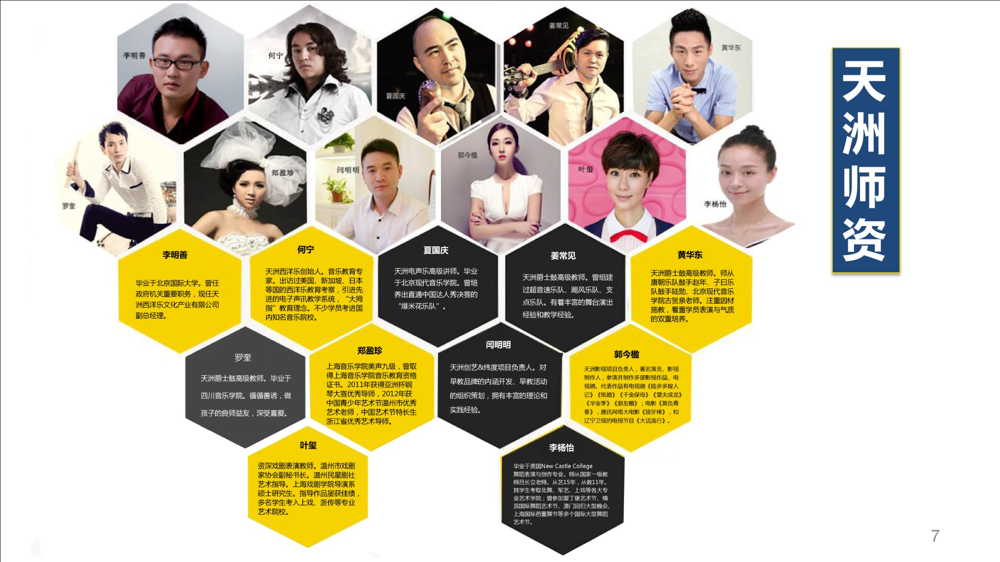 李明善
何宁
夏国庆
姜常见
黄华东
罗奎
郑盈珍
闫明明
郭今楹
叶玺
李杨怡
天洲师资
李明善
毕业于北京国际大学。曾任
政府机关重要职务，现任天
洲西洋乐文化产业有限公司
副总经理。
何宁
天洲西洋乐创始人。音乐教育专
家。出访过美国、新加坡、日本
等国的西洋乐教育考察，引进先
进的电子声讯教学系统，“大拇
指”教育理念。不少学员考进国
内知名音乐院校。
夏国庆
天洲电声乐高级讲师。毕业
于北京现代音乐学院。曾培
养出直通中国达人秀决赛的
“爆米花乐队”。
姜常见
天洲爵士鼓高级教师。曾组建
过超音速乐队、飓风乐队、支
点乐队。有着丰富的舞台演出
经验和教学经验。
黄华东
天洲爵士鼓高级教师。师从
唐朝乐队鼓手赵年、子曰乐
队鼓手陆勋、北京现代音乐
学院古贺泉老师。注重因材
施教，看重学员表演与气质
的双重培养。
罗奎
天洲爵士鼓高级教师。毕业于
四川音乐学院。循循善诱，做
孩子的良师益友，深受喜爱。
郑盈珍
上海音乐学院美声九级，曾取
得上海音乐学院音乐教育资格
证书。2011年获得亚洲杯钢
琴大赛优秀导师，2012年获
中国青少年艺术节温州市优秀
艺术老师，中国艺术节特长生
浙江省优秀艺术导师。
闫明明
天洲创艺&纬度项目负责人。对
早教品牌的内涵开发、早教活动
的组织策划，拥有丰富的理论和
实践经验。
郭今楹
天洲影视项目负责人，著名演员、影视
制作人，参演并制作多部影视作品、电
视剧。代表作品有电视剧《钱多多嫁人
记》《纸婚》《千金保母》《望夫成龙》
《毕业季》《朋友圈》；电影《莫负青
春》，腾讯网络大电影《狼牙棒》，和
辽宁卫视的电视节目《大话流行》。
叶玺
资深戏剧表演教师。温州市戏剧
家协会副秘书长。温州民星剧社
艺术指导。上海戏剧学院导演系
硕士研究生。指导作品屡获佳绩，
多名学生考入上戏、浙传等专业
艺术院校。
李杨怡
毕业于英国New Castle College
舞蹈表演与创作专业。师从国家一级教
师吕长立老师。从艺15年，从教11年。
其学生考取北舞、军艺、上戏等各大专
业艺术学院；曾参加爱丁堡艺术节、横
滨国际舞蹈艺术节、澳门回归大型晚会、
上海国际芭蕾舞节等多个国际大型舞蹈
艺术节。
7